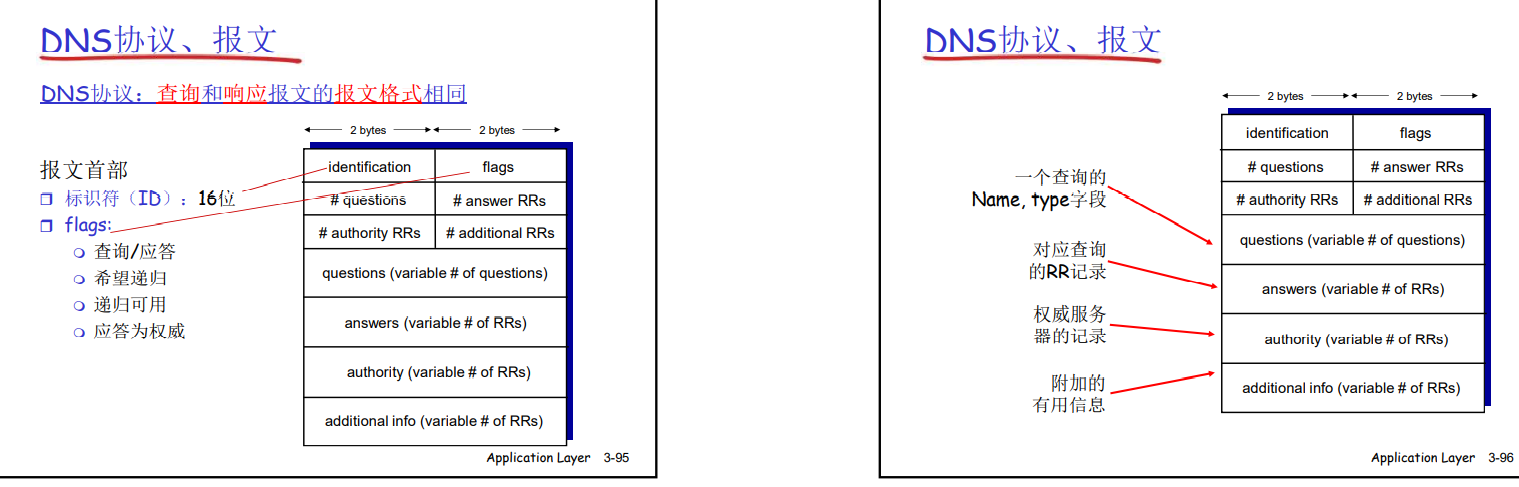 DNS协议、报文
DNS协议：查询和响应报文的报文格式相同
报文首部
标识符（ID）：16位
flags:
查询/应答
希望递归
递归可用
应答为权威
2 bytes 2 bytes
identification flags
# questions # answer RRs
# authority RRs # additional RRs
questions (variable # of questions)
answers (variable # of RRs)
authority (variable # of RRs)
additional info (variable # of RRs)
Application Layer 3-95
DNS协议、报文
2 bytes 2 bytes
identification flags
# questions # answer RRs
# authority RRs # additional RRs
questions (variable # of questions)
answers (variable # of RRs)
authority (variable # of RRs)
additional info (variable # of RRs)
一个查询的
Name, type字段
对应查询
的RR记录
权威服务
器的记录
附加的
有用信息
Application Layer 3-96